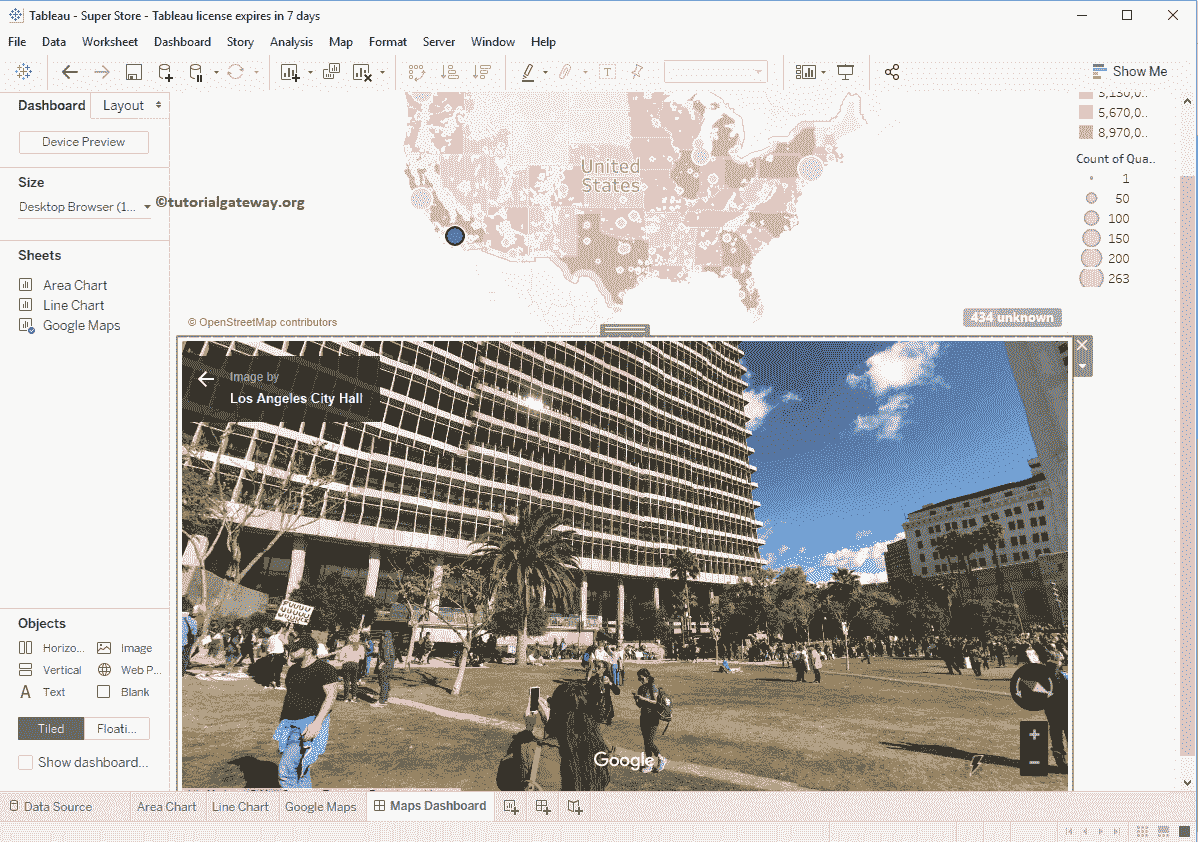 Tableau - Super Store - Tableau license expires in 7 days
File Data Worksheet Dashboard Story Analysis Map Format Server Window Help
Show Me
Dashboard Layout
Device Preview
Size
Desktop Browser (1...
©tutorialgateway.org
Sheets
Area Chart
Line Chart
Google Maps
United
States
5,150,0..
5,670,0..
8,970,0..
Count of Qua..
1
50
100
150
200
263
© OpenStreetMap contributors
434 unknown
Image by
Los Angeles City Hall
Google
Objects
Horizo... Image
Vertical Web P...
Text Blank
Tiled Floati...
Show dashboard...
Data Source Area Chart Line Chart Google Maps Maps Dashboard